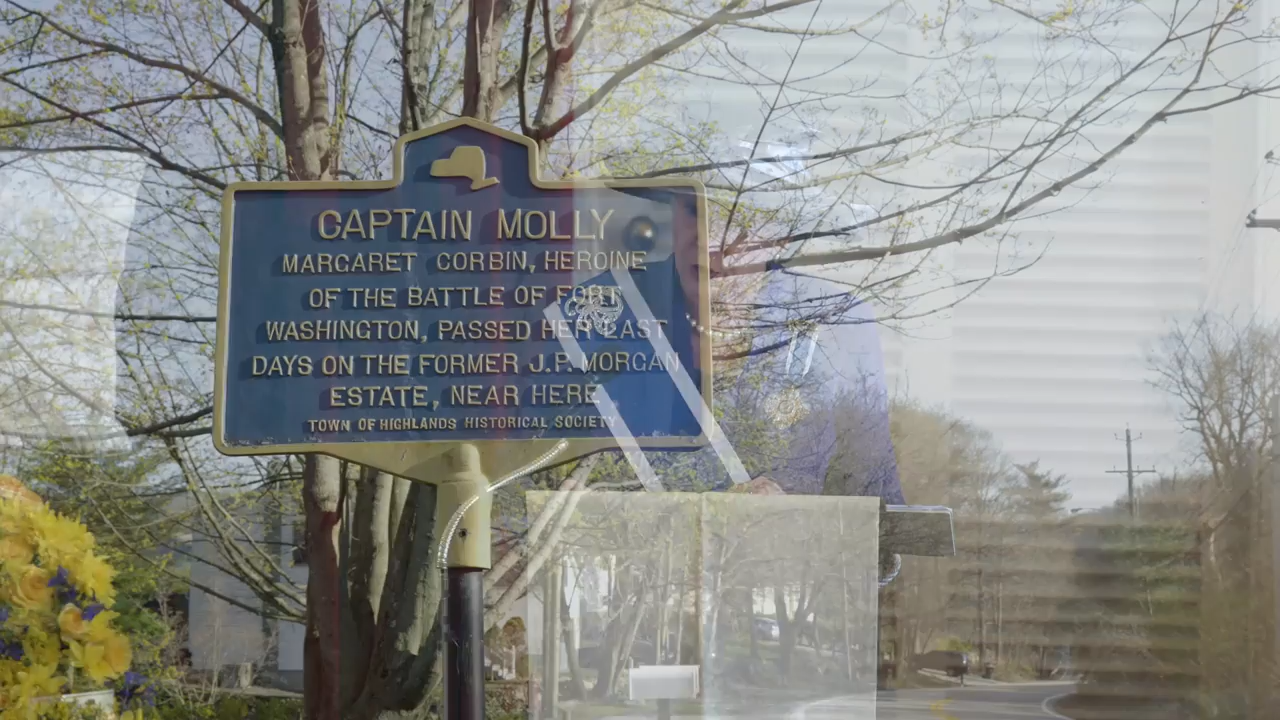 CAPTAIN MOLLY
MARGARET CORBIN, HEROINE
OF THE BATTLE OF FORT
WASHINGTON, PASSED HER LAST
DAYS ON THE FORMER J.P. MORGAN
ESTATE, NEAR HERE
TOWN OF HIGHLANDS HISTORICAL SOCIETY